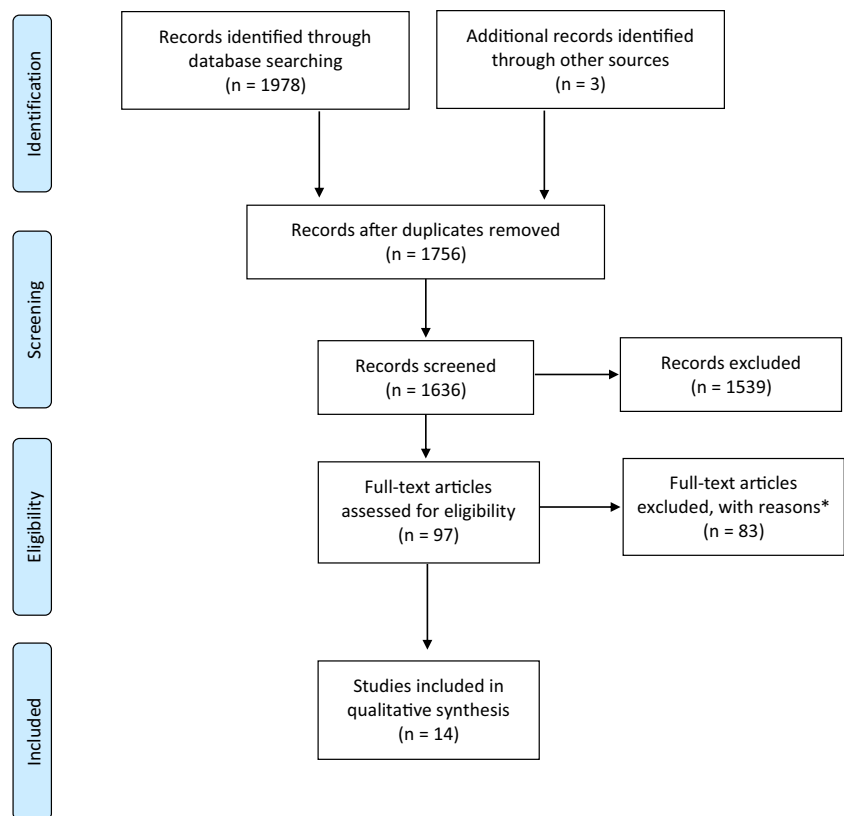 Identification
Records identified through
database searching
(n = 1978)
Additional records identified
through other sources
(n = 3)
Records after duplicates removed
(n = 1756)
Screening
Records screened
(n = 1636)
Records excluded
(n = 1539)
Eligibility
Full-text articles
assessed for eligibility
(n = 97)
Full-text articles
excluded, with reasons*
(n = 83)
Included
Studies included in
qualitative synthesis
(n = 14)